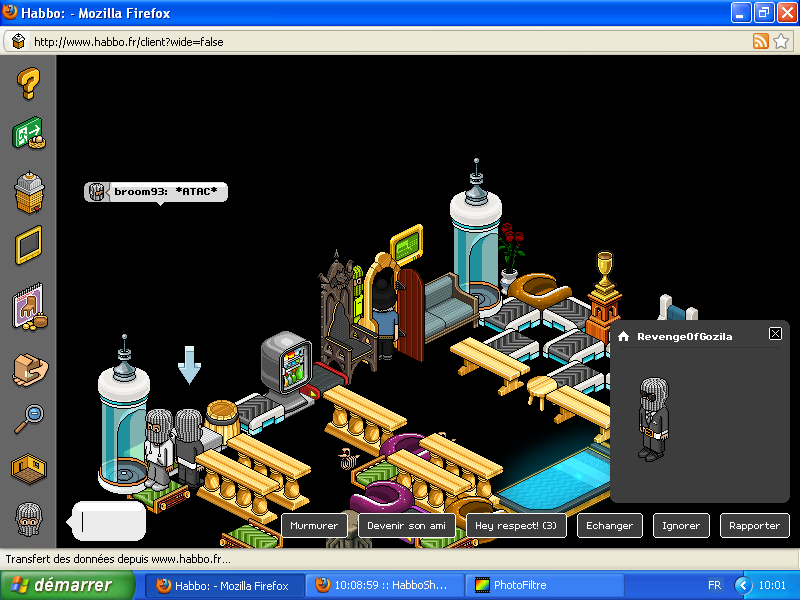 Habbo: - Mozilla Firefox
http://www.habbo.fr/client?wide=false
broom93: *ATAC*
RevengeOfGozila
Murmurer
Devenir son ami
Hey respect! (3)
Echanger
Ignorer
Rapporter
Transfert des données depuis www.habbo.fr...
démarrer
Habbo: - Mozilla Firefox
10:08:59 :: HabboSh...
PhotoFiltre
FR
10:01